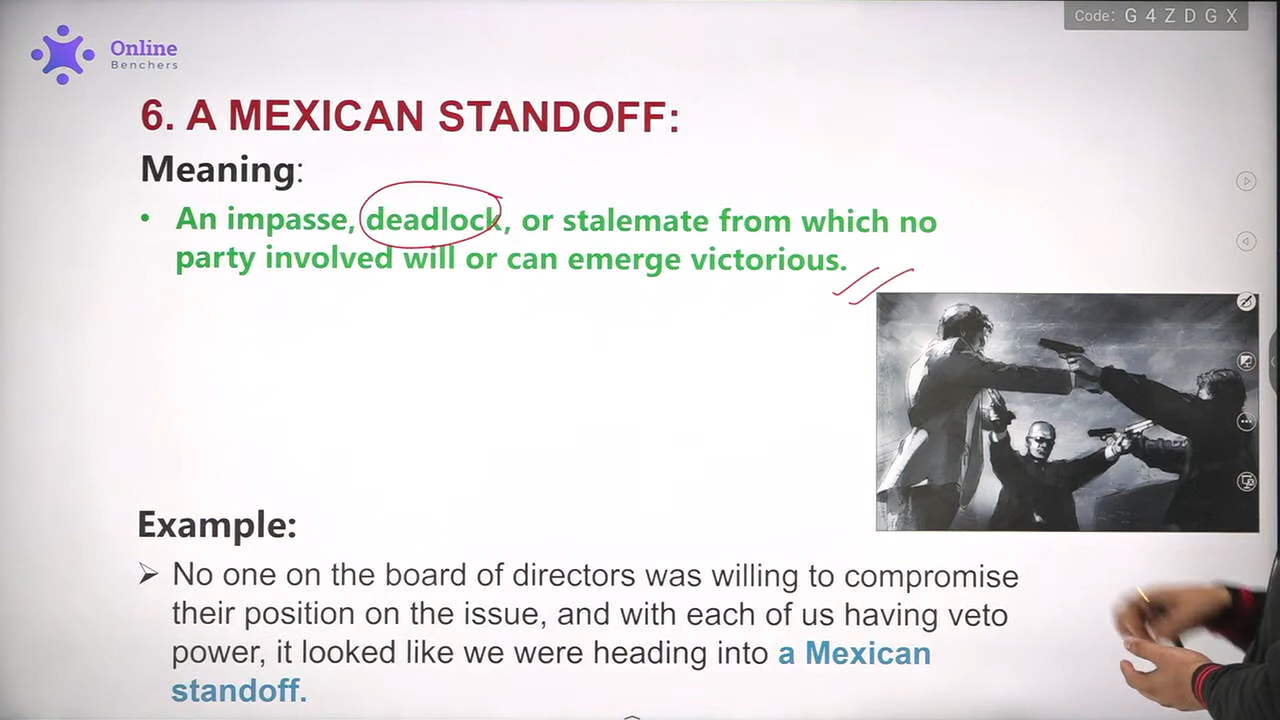 Code: G 4 Z D G X
Online
Benchers
6. A MEXICAN STANDOFF:
Meaning:
• An impasse, deadlock, or stalemate from which no
party involved will or can emerge victorious.
Example:
➢ No one on the board of directors was willing to compromise
their position on the issue, and with each of us having veto
power, it looked like we were heading into a Mexican
standoff.